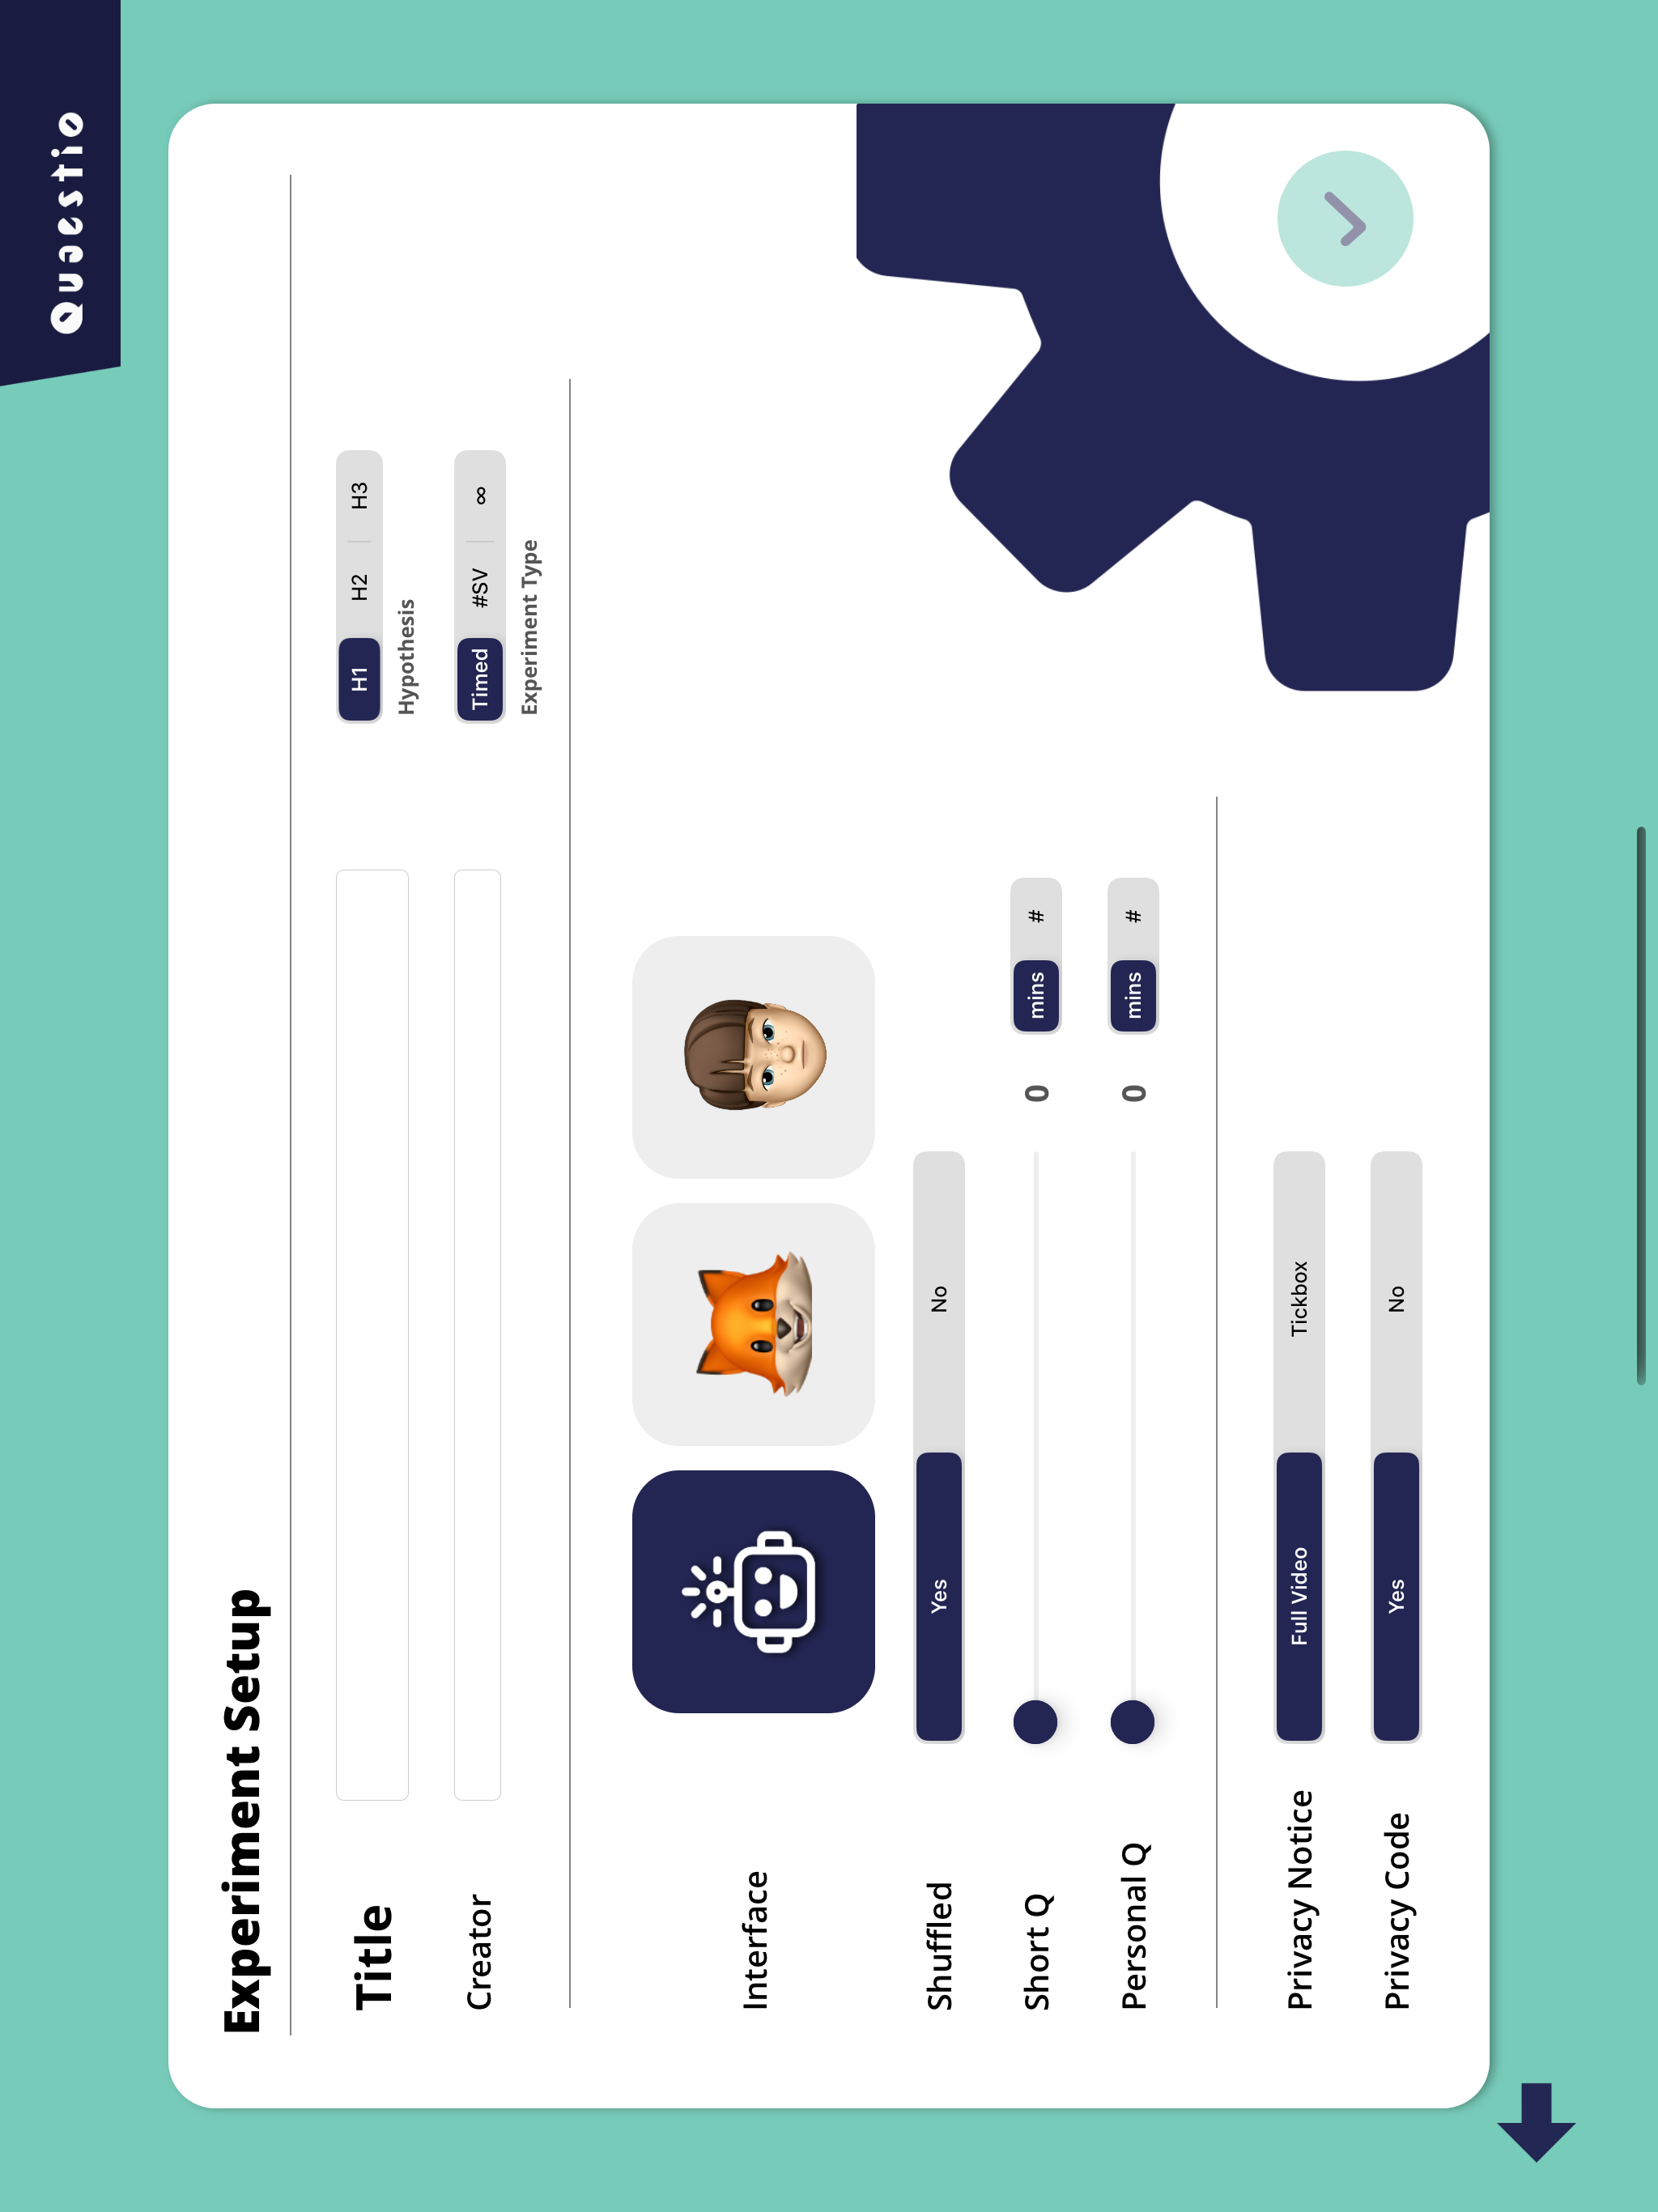 Questio
Experiment Setup
Title
H1 H2 H3
Hypothesis
Creator
Timed #SV ∞
Experiment Type
Interface
Shuffled Yes No
Short Q 0 mins #
Personal Q 0 mins #
Privacy Notice Full Video Tickbox
Privacy Code Yes No